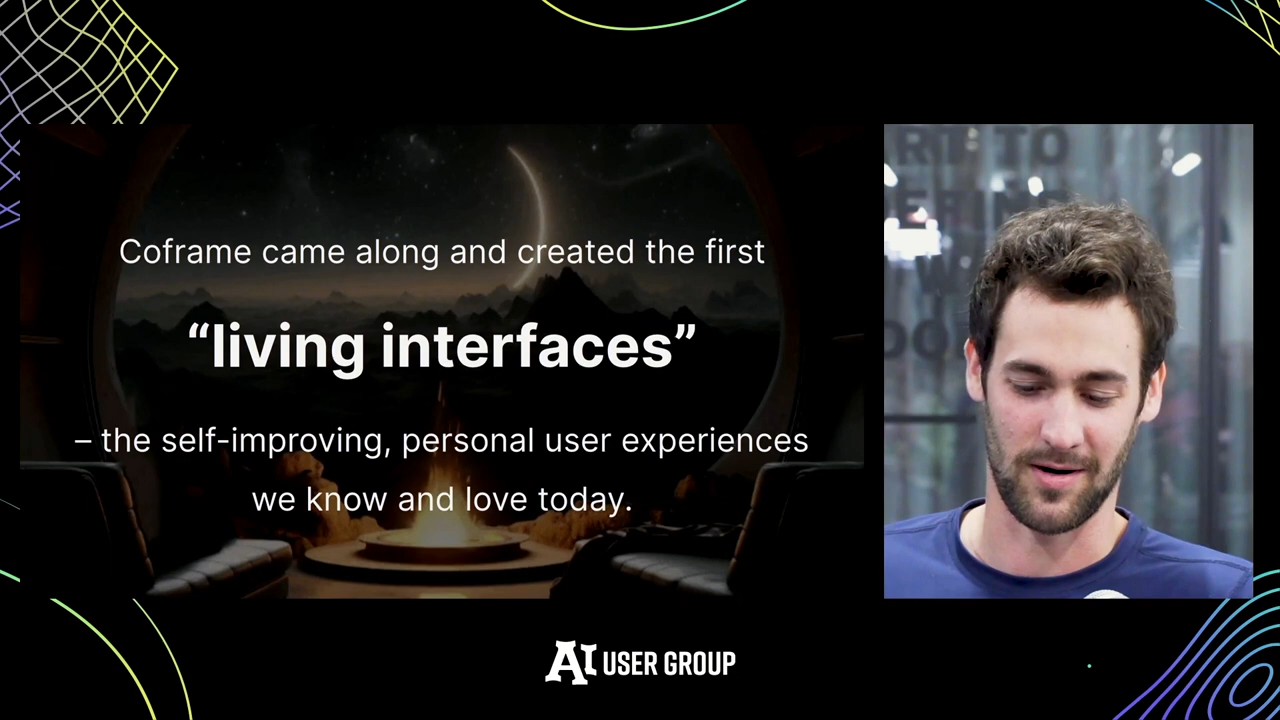 Coframe came along and created the first
“living interfaces”
– the self-improving, personal user experiences
we know and love today.
AI USER GROUP